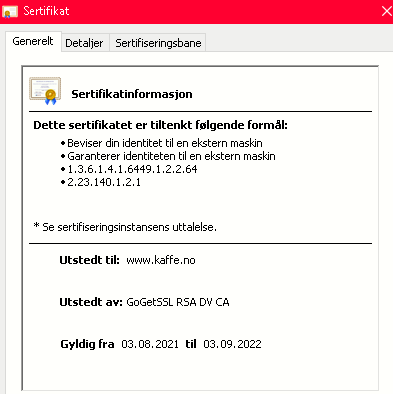 Sertifikat
Generelt Detaljer Sertifiseringsbane
Sertifikatinformasjon
Dette sertifikatet er tiltenkt følgende formål:
•Beviser din identitet til en ekstern maskin
•Garanterer identiteten til en ekstern maskin
•1.3.6.1.4.1.6449.1.2.2.64
•2.23.140.1.2.1
* Se sertifiseringsinstansens uttalelse.
Utstedt til: www.kaffe.no
Utstedt av: GoGetSSL RSA DV CA
Gyldig fra 03.08.2021 til 03.09.2022